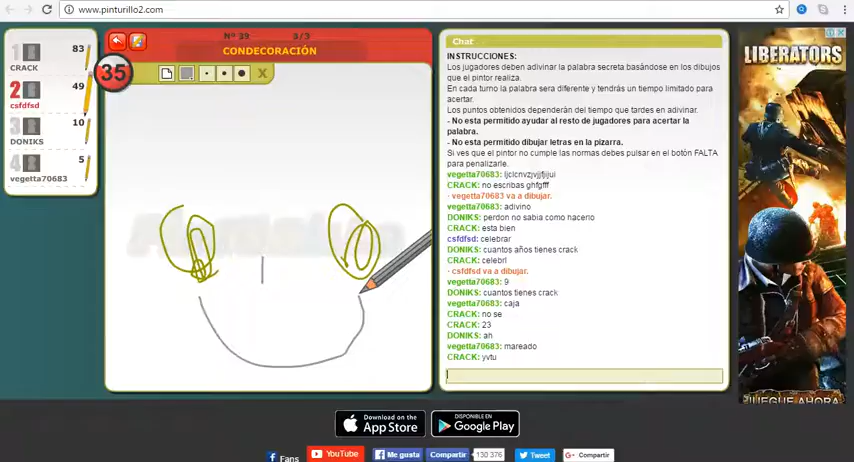 www.pinturillo2.com
1 83
CRACK
2 49
csfdfsd
3 10
DONIKS
4 5
vegetta70683
Nº 39 3/3
CONDECORACIÓN
35
Chat
INSTRUCCIONES:
Los jugadores deben adivinar la palabra secreta basándose en los dibujos
que el pintor realiza.
En cada turno la palabra sera diferente y tendrás un tiempo limitado para
acertar.
Los puntos obtenidos dependerán del tiempo que tardes en adivinar.
- No esta permitido ayudar al resto de jugadores para acertar la
palabra.
- No esta permitido dibujar letras en la pizarra.
Si ves que el pintor no cumple las normas debes pulsar en el botón FALTA
para penalizarle.
vegetta70683: ljclcnvzjvjjfjijui
CRACK: no escribas ghfgfff
· vegetta70683 va a dibujar.
vegetta70683: adivino
DONIKS: perdon no sabia como hacerlo
CRACK: esta bien
csfdfsd: celebrar
DONIKS: cuantos años tienes crack
CRACK: celebrl
· csfdfsd va a dibujar.
vegetta70683: 9
DONIKS: cuantos tienes crack
vegetta70683: caja
CRACK: no se
CRACK: 23
DONIKS: ah
vegetta70683: mareado
CRACK: yvtu
LIBERATORS
¡JUEGUE AHORA
Download on the
App Store
DISPONIBLE EN
Google Play
Fans
YouTube
Me gusta
Compartir
130 376
Tweet
G+ Compartir